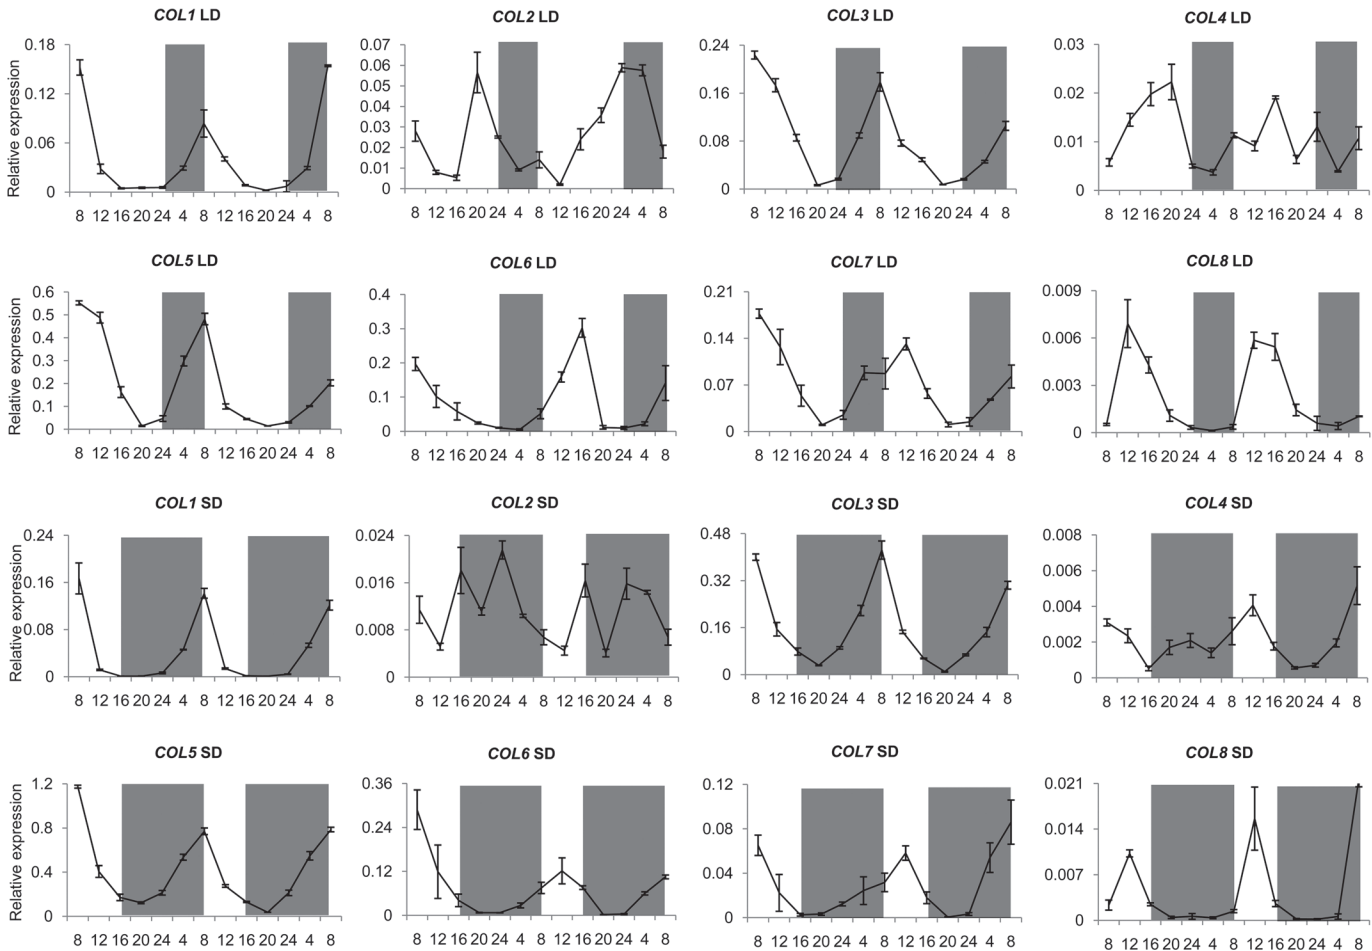 COL1 LD
Relative expression
0.18
0.12
0.06
0
8 12 16 20 24 4 8 12 16 20 24 4 8
COL2 LD
0.07
0.06
0.05
0.04
0.03
0.02
0.01
0
8 12 16 20 24 4 8 12 16 20 24 4 8
COL3 LD
0.24
0.16
0.08
0
8 12 16 20 24 4 8 12 16 20 24 4 8
COL4 LD
0.03
0.02
0.01
0
8 12 16 20 24 4 8 12 16 20 24 4 8
COL5 LD
Relative expression
0.6
0.5
0.4
0.3
0.2
0.1
0
8 12 16 20 24 4 8 12 16 20 24 4 8
COL6 LD
0.4
0.3
0.2
0.1
0
8 12 16 20 24 4 8 12 16 20 24 4 8
COL7 LD
0.21
0.14
0.07
0
8 12 16 20 24 4 8 12 16 20 24 4 8
COL8 LD
0.009
0.006
0.003
0
8 12 16 20 24 4 8 12 16 20 24 4 8
COL1 SD
Relative expression
0.24
0.16
0.08
0
8 12 16 20 24 4 8 12 16 20 24 4 8
COL2 SD
0.024
0.016
0.008
0
8 12 16 20 24 4 8 12 16 20 24 4 8
COL3 SD
0.48
0.32
0.16
0
8 12 16 20 24 4 8 12 16 20 24 4 8
COL4 SD
0.008
0.006
0.004
0.002
0
8 12 16 20 24 4 8 12 16 20 24 4 8
COL5 SD
Relative expression
1.2
0.8
0.4
0
8 12 16 20 24 4 8 12 16 20 24 4 8
COL6 SD
0.36
0.24
0.12
0
8 12 16 20 24 4 8 12 16 20 24 4 8
COL7 SD
0.12
0.08
0.04
0
8 12 16 20 24 4 8 12 16 20 24 4 8
COL8 SD
0.021
0.014
0.007
0
8 12 16 20 24 4 8 12 16 20 24 4 8